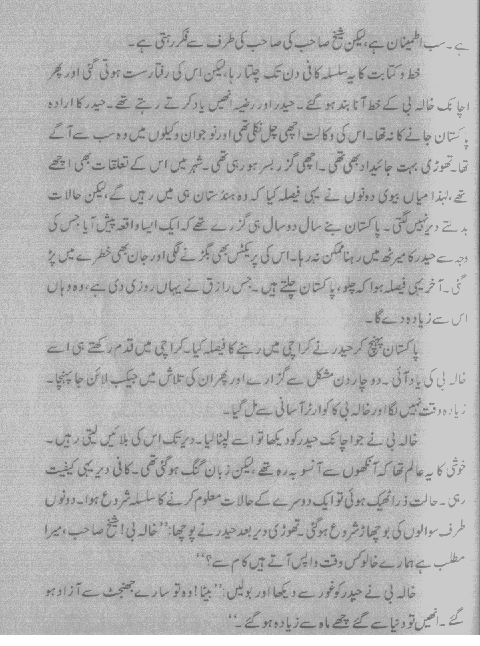 ہے۔ سب اطمینان ہے، لیکن شیخ صاحب کی صاحب کی طرف سے فکر رہتی ہے۔
خط و کتابت کا یہ سلسلہ کافی دن تک چلتا رہا، لیکن اس کی رفتار سست ہوتی گئی اور پھر
اچانک خالہ بی کے خط آنا بند ہو گئے۔ حیدر اور رضیہ انھیں یاد کرتے رہتے تھے۔ حیدر کا ارادہ
پاکستان جانے کا نہ تھا۔ اس کی وکالت اچھی چل نکلی تھی اور نوجوان وکیلوں میں وہ سب سے آگے
تھا۔ تھوڑی بہت جائیداد بھی تھی۔ اچھی گزر بسر ہو رہی تھی۔ شہر میں اس کے تعلقات بھی اچھے
تھے، لہٰذا میاں بیوی دونوں نے یہی فیصلہ کیا کہ وہ ہندستان ہی میں رہیں گے، لیکن حالات
بدلتے دیر نہیں لگتی۔ پاکستان بنے سال دو سال ہی گزرے تھے کہ ایک ایسا واقعہ پیش آیا جس کی
وجہ سے حیدر کا میرٹھ میں رہنا ممکن نہ رہا۔ اس کی پریکٹس بھی بگڑنے لگی اور جان بھی خطرے میں پڑ
گئی۔ آخر یہی فیصلہ ہوا کہ چلو، پاکستان چلتے ہیں۔ جس رازق نے یہاں روزی دی ہے، وہ وہاں
اس سے زیادہ دے گا۔
پاکستان پہنچ کر حیدر نے کراچی میں رہنے کا فیصلہ کیا۔ کراچی میں قدم رکھتے ہی اسے
خالہ بی کی یاد آئی۔ دو چار دن مشکل سے گزارے اور پھر ان کی تلاش میں جیکب لائن جا پہنچا۔
زیادہ وقت نہیں لگا اور خالہ بی کا کوارٹر آسانی سے مل گیا۔
خالہ بی نے جو اچانک حیدر کو دیکھا تو اسے لپٹا لیا۔ دیر تک اس کی بلائیں لیتی رہیں۔
خوشی کا یہ عالم تھا کہ آنکھوں سے آنسو بہ رہ تھے، لیکن زبان گنگ ہو گئی تھی۔ کافی دیر یہی کیفیت
رہی۔ حالت ذرا ٹھیک ہوئی تو ایک دوسرے کے حالات معلوم کرنے کا سلسلہ شروع ہوا۔ دونوں
طرف سوالوں کی بوچھاڑ شروع ہو گئی۔ تھوڑی دیر بعد حیدر نے پوچھا: ’’خالہ بی! شیخ صاحب، میرا
مطلب ہے ہمارے خالو کس وقت واپس آتے ہیں کام سے؟‘‘
خالہ بی نے حیدر کو غور سے دیکھا اور بولیں: ’’بیٹا! وہ تو سارے جھنجٹ سے آزاد ہو
گئے۔ انھیں تو دنیا سے گئے چھے ماہ سے زیادہ ہو گئے۔‘‘